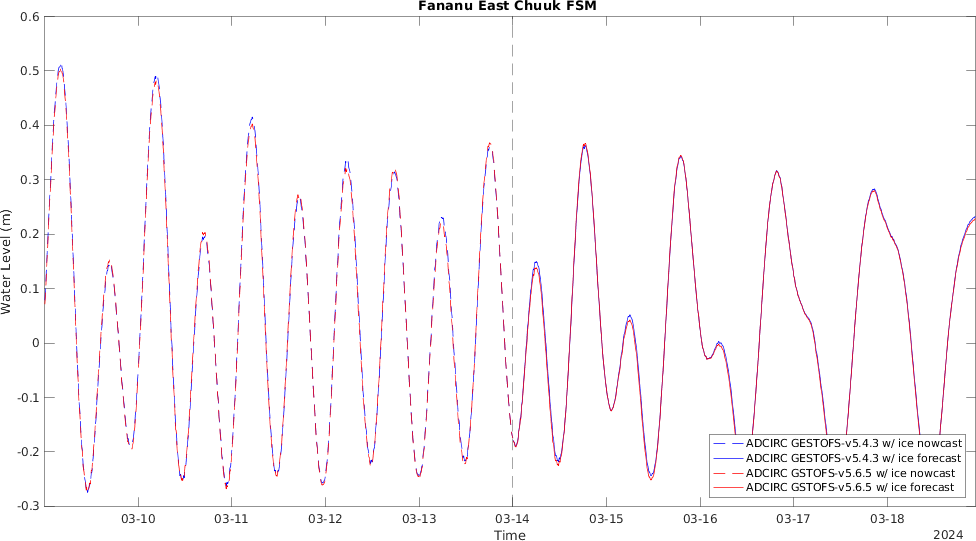 Fananu East Chuuk FSM
0.6
0.5
0.4
0.3
0.2
0.1
0
-0.1
-0.2
-0.3
Water Level (m)
ADCIRC GESTOFS-v5.4.3 w/ ice nowcast
ADCIRC GESTOFS-v5.4.3 w/ ice forecast
ADCIRC GSTOFS-v5.6.5 w/ ice nowcast
ADCIRC GSTOFS-v5.6.5 w/ ice forecast
03-10 03-11 03-12 03-13 03-14 03-15 03-16 03-17 03-18
Time
2024